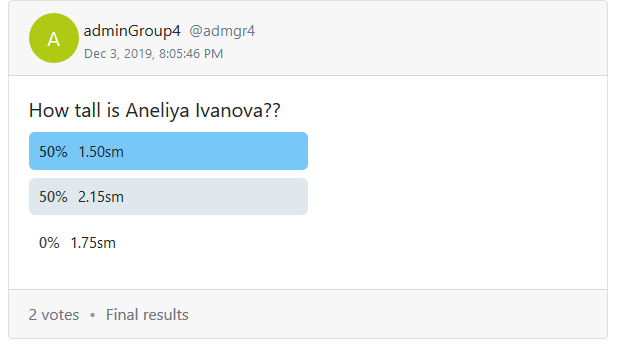 A
adminGroup4 @admgr4
Dec 3, 2019, 8:05:46 PM
How tall is Aneliya Ivanova??
50% 1.50sm
50% 2.15sm
0% 1.75sm
2 votes • Final results